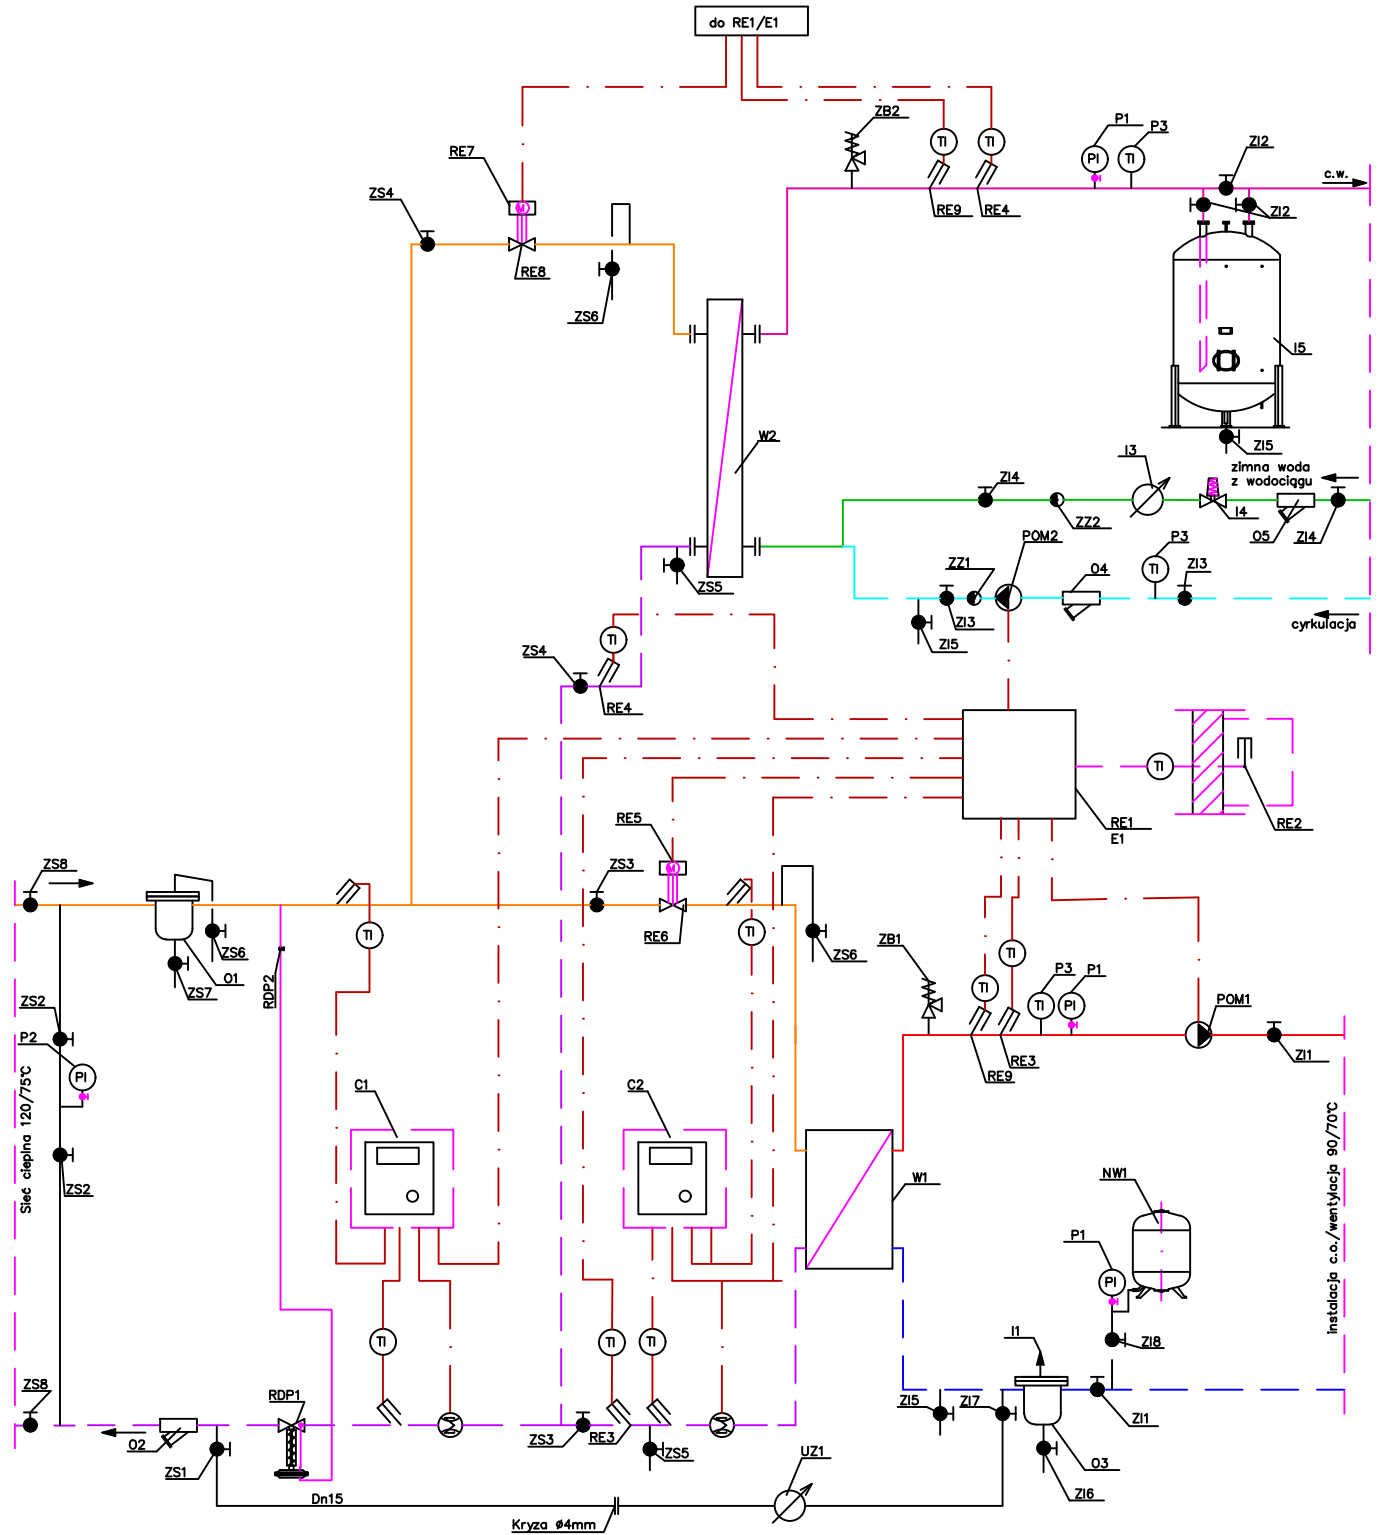 do RE1/E1
ZB2
P1
P3
ZI2
TI
TI
PI
TI
RE7
c.w.
ZS4
M
RE9
RE4
ZI2
RE8
ZS6
I5
W2
ZI5
I3
zimna woda
z wodociągu
ZI4
I4
ZZ2
O5
ZI4
POM2
P3
ZZ1
O4
TI
ZI3
ZS5
ZI3
cyrkulacja
TI
ZI5
ZS4
RE4
TI
RE1
E1
RE2
RE5
ZS8
ZS3
M
RE6
TI
TI
ZS6
ZS6
ZB1
TI
O1
ZS7
RDP2
P3
P1
TI
TI
PI
ZS2
POM1
P2
PI
ZI1
RE3
RE9
Sieć cieplna 120/75°C
C1
C2
instalacja c.o./wentylacja 90/70°C
ZS2
W1
NW1
P1
PI
I1
ZI8
TI
TI
TI
ZS8
RDP1
ZI5
ZI7
ZI1
O2
ZS3
RE3
ZS5
UZ1
ZS1
O3
ZI6
Dn15
Kryza Ø4mm